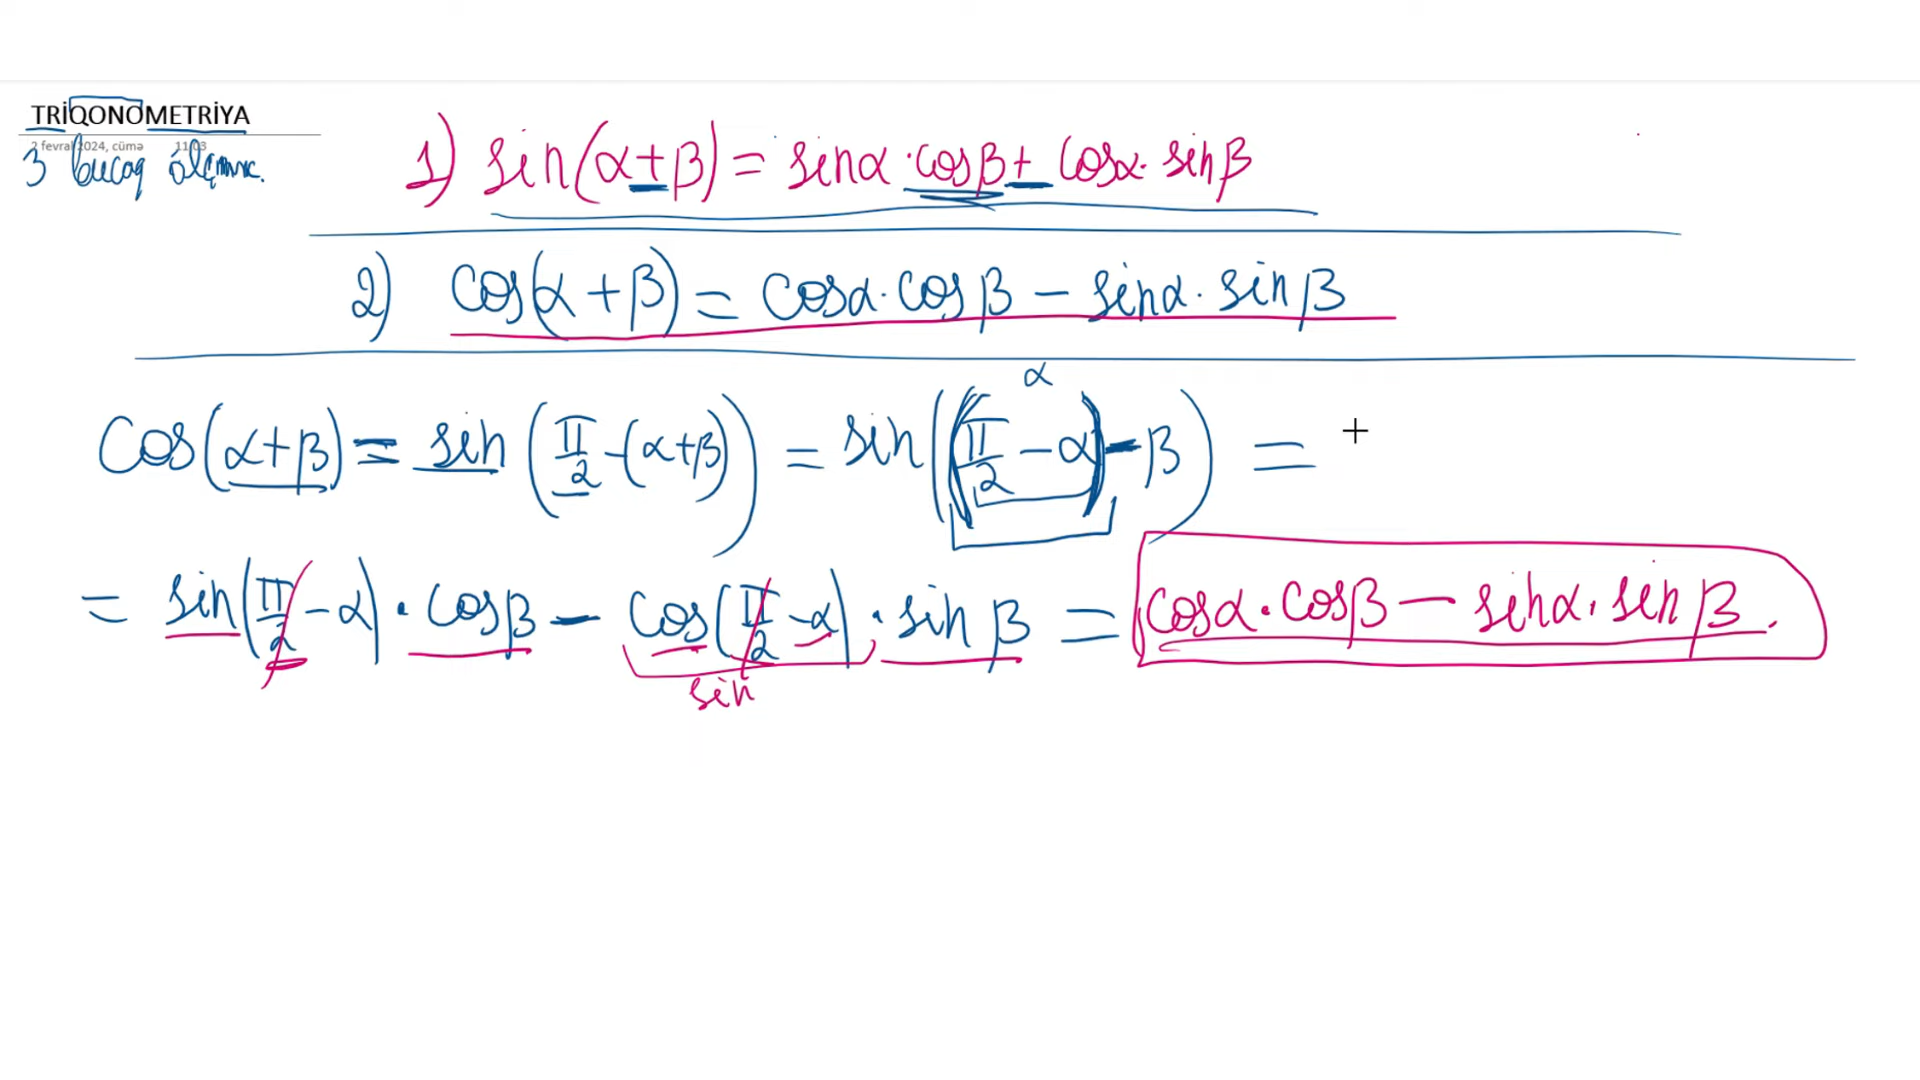 TRİQONOMETRİYA
2 fevral 2024, cümə 11:03
3 bucaq ölçmək.
1) sin(α+β) = sinα·cosβ + cosα·sinβ
2) cos(α+β) = cosα·cosβ − sinα·sinβ
α
cos(α+β) = sin(π/2 −(α+β)) = sin((π/2 − α) − β) =
= sin(π/2 − α)·cosβ − cos(π/2 − α)·sinβ = cosα·cosβ − sinα·sinβ.
sin